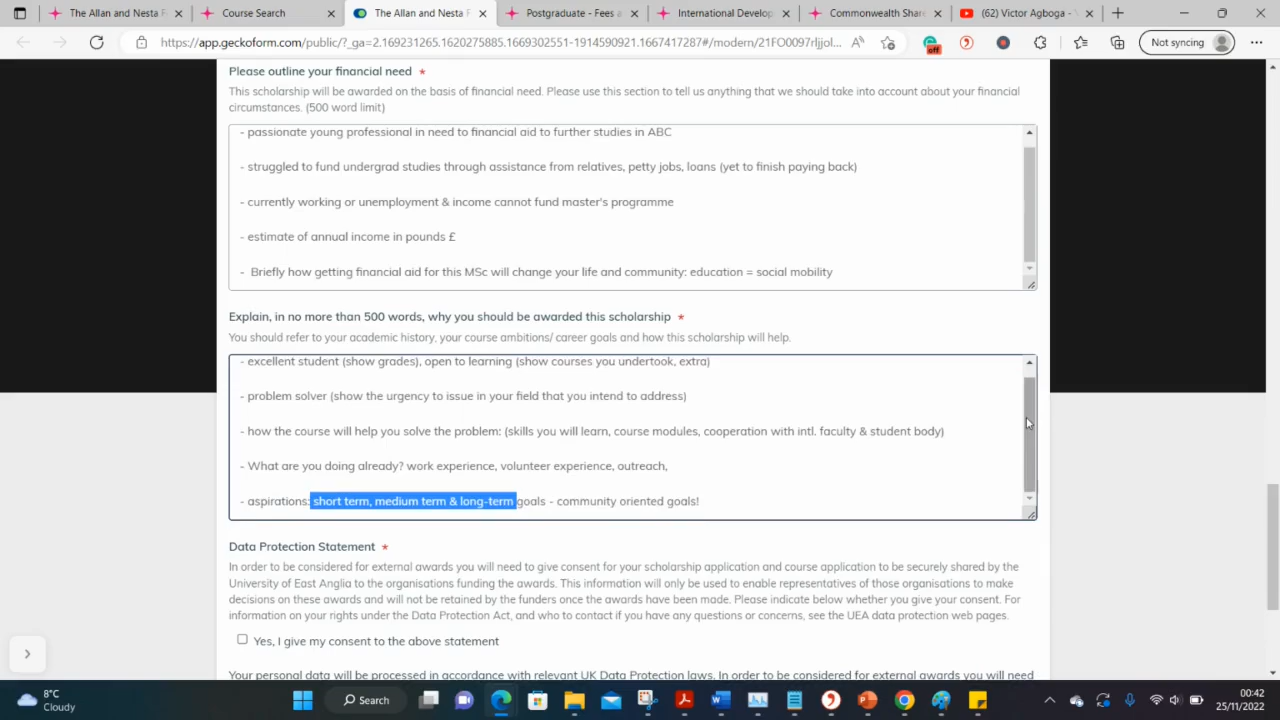 The Allan and Nesta F
Course Search
The Allan and Nesta F
Postgraduate - Fees a
International Develop
Commonwealth Share
(62) Victor Agboga -
https://app.geckoform.com/public/?_ga=2.169231265.1620275885.1669302551-1914590921.1667417287#/modern/21FO0097rljjol...
off
Not syncing
Please outline your financial need *
This scholarship will be awarded on the basis of financial need. Please use this section to tell us anything that we should take into account about your financial
circumstances. (500 word limit)
- passionate young professional in need to financial aid to further studies in ABC
- struggled to fund undergrad studies through assistance from relatives, petty jobs, loans (yet to finish paying back)
- currently working or unemployment & income cannot fund master's programme
- estimate of annual income in pounds £
- Briefly how getting financial aid for this MSc will change your life and community: education = social mobility
Explain, in no more than 500 words, why you should be awarded this scholarship *
You should refer to your academic history, your course ambitions/ career goals and how this scholarship will help.
- excellent student (show grades), open to learning (show courses you undertook, extra)
- problem solver (show the urgency to issue in your field that you intend to address)
- how the course will help you solve the problem: (skills you will learn, course modules, cooperation with intl. faculty & student body)
- What are you doing already? work experience, volunteer experience, outreach,
- aspirations: short term, medium term & long-term goals - community oriented goals!
Data Protection Statement *
In order to be considered for external awards you will need to give consent for your scholarship application and course application to be securely shared by the
University of East Anglia to the organisations funding the awards. This information will only be used to enable representatives of those organisations to make
decisions on these awards and will not be retained by the funders once the awards have been made. Please indicate below whether you give your consent. For
information on your rights under the Data Protection Act, and who to contact if you have any questions or concerns, see the UEA data protection web pages.
Yes, I give my consent to the above statement
Your personal data will be processed in accordance with relevant UK Data Protection laws. In order to be considered for external awards you will need
8°C
Cloudy
Search
00:42
25/11/2022